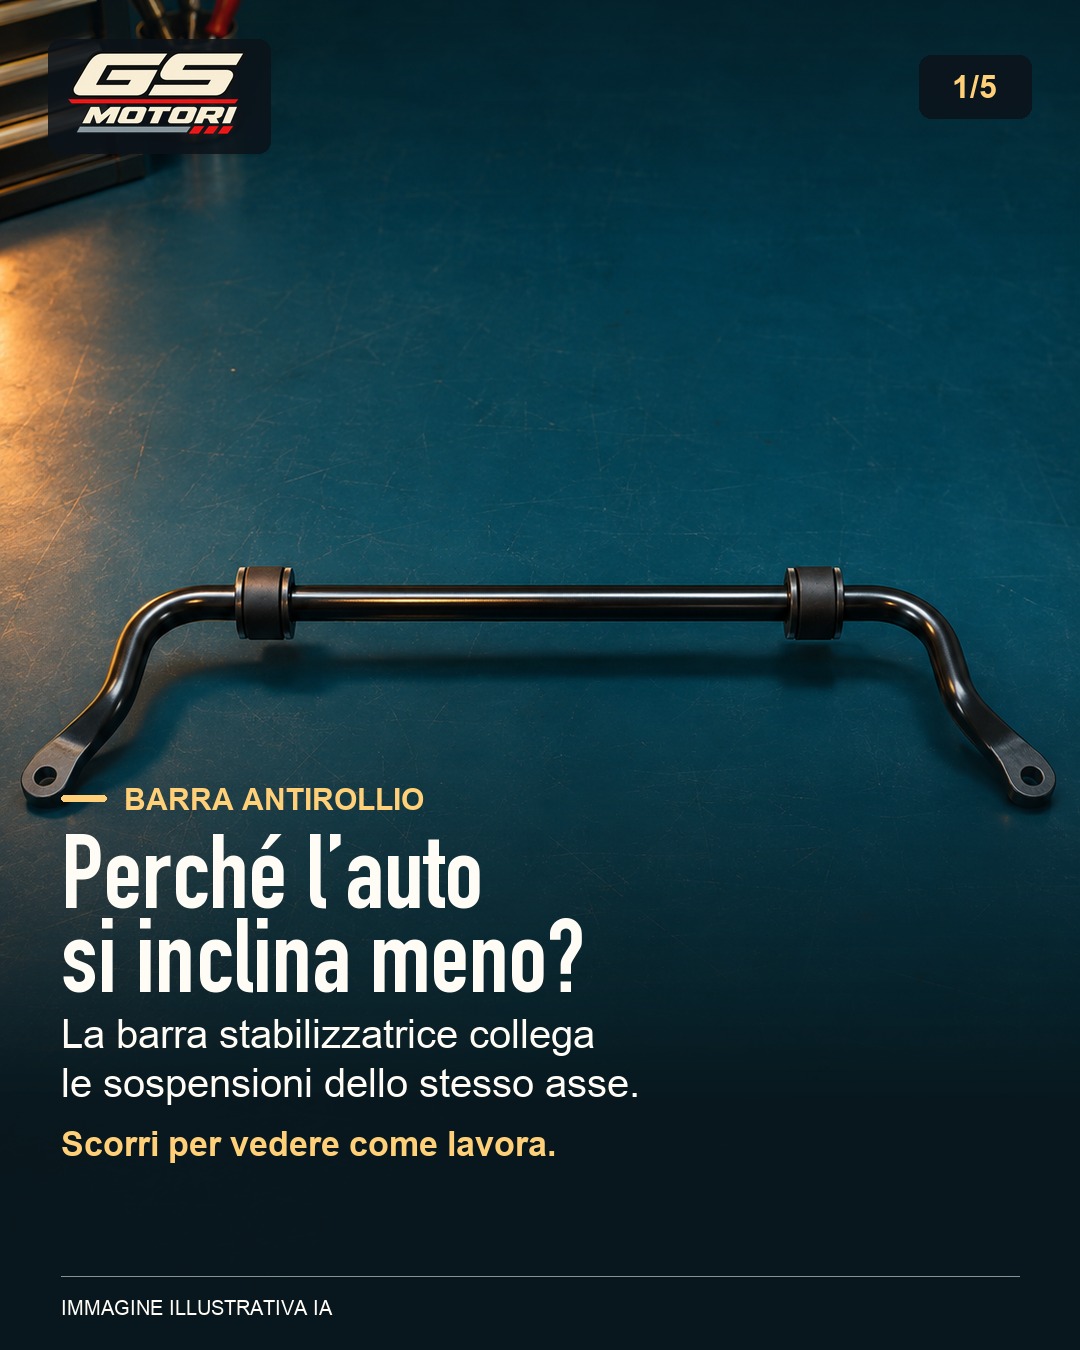 GS
MOTORI
1/5
BARRA ANTIROLLIO
Perché l’auto
si inclina meno?
La barra stabilizzatrice collega
le sospensioni dello stesso asse.
Scorri per vedere come lavora.
IMMAGINE ILLUSTRATIVA IA